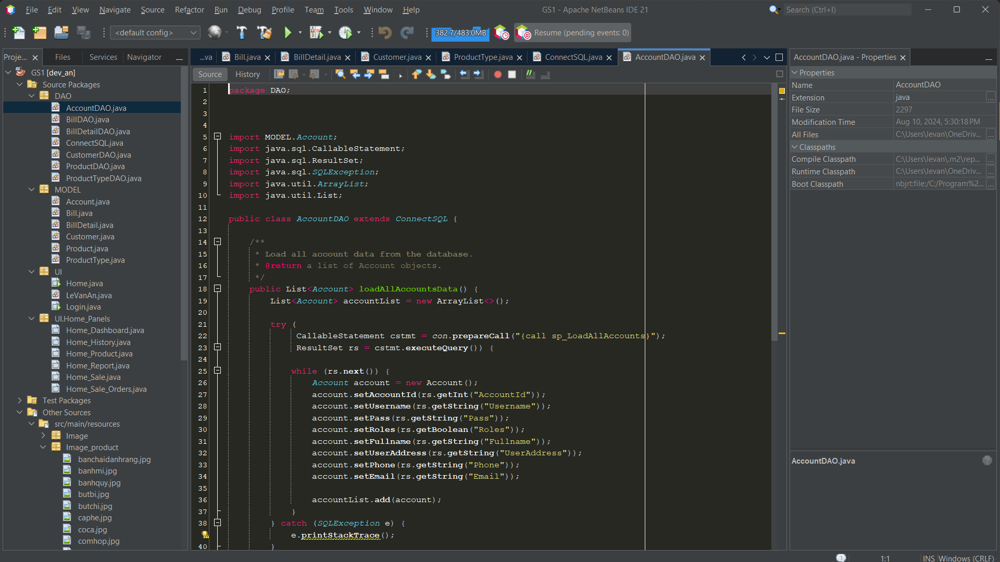 File Edit View Navigate Source Refactor Run Debug Profile Team Tools Window Help
GS1 - Apache NetBeans IDE 21
Search (Ctrl+I)
<default config>
382.7/483.0MB
Resume (pending events: 0)
Proje...
Files
Services
Navigator
GS1 [dev_an]
Source Packages
DAO
AccountDAO.java
BillDAO.java
BillDetailDAO.java
ConnectSQL.java
CustomerDAO.java
ProductDAO.java
ProductTypeDAO.java
MODEL
Account.java
Bill.java
BillDetail.java
Customer.java
Product.java
ProductType.java
UI
Home.java
LeVanAn.java
Login.java
UI.Home_Panels
Home_Dashboard.java
Home_History.java
Home_Product.java
Home_Report.java
Home_Sale.java
Home_Sale_Orders.java
Test Packages
Other Sources
src/main/resources
Image
Image_product
banchaidanhrang.jpg
banhmi.jpg
banhquy.jpg
butbi.jpg
butchi.jpg
caphe.jpg
coca.jpg
comhop.jpg
...va
Bill.java
BillDetail.java
Customer.java
ProductType.java
ConnectSQL.java
AccountDAO.java
Source
History
1 package DAO;
2
3
4
5 import MODEL.Account;
6 import java.sql.CallableStatement;
7 import java.sql.ResultSet;
8 import java.sql.SQLException;
9 import java.util.ArrayList;
10 import java.util.List;
11
12 public class AccountDAO extends ConnectSQL {
13
14 /**
15 * Load all account data from the database.
16 * @return a list of Account objects.
17 */
18 public List<Account> loadAllAccountsData() {
19 List<Account> accountList = new ArrayList<>();
20
21 try (
22 CallableStatement cstmt = con.prepareCall("{call sp_LoadAllAccounts}");
23 ResultSet rs = cstmt.executeQuery()) {
24
25 while (rs.next()) {
26 Account account = new Account();
27 account.setAccountId(rs.getInt("AccountId"));
28 account.setUsername(rs.getString("Username"));
29 account.setPass(rs.getString("Pass"));
30 account.setRoles(rs.getBoolean("Roles"));
31 account.setFullname(rs.getString("Fullname"));
32 account.setUserAddress(rs.getString("UserAddress"));
33 account.setPhone(rs.getString("Phone"));
34 account.setEmail(rs.getString("Email"));
35
36 accountList.add(account);
37 }
38 } catch (SQLException e) {
e.printStackTrace();
40 }
AccountDAO.java - Properties
Properties
Name AccountDAO
Extension java ...
File Size 2297
Modification Time Aug 10, 2024, 5:30:18 PM
All Files C:\Users\levan\OneDriv... ...
Classpaths
Compile Classpath C:\Users\levan\.m2\rep... ...
Runtime Classpath C:\Users\levan\OneDriv... ...
Boot Classpath nbjrt:file:/C:/Program%2... ...
AccountDAO.java
?
1
1:1
INS
Windows (CRLF)